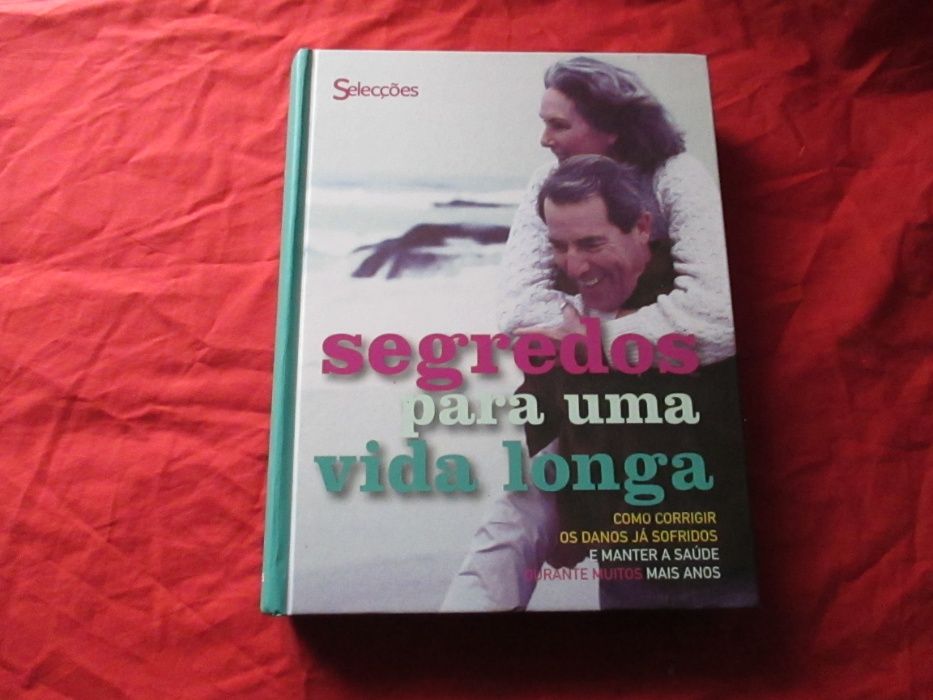 Selecções
segredos
para uma
vida longa
COMO CORRIGIR
OS DANOS JÁ SOFRIDOS
E MANTER A SAÚDE
DURANTE MUITOS MAIS ANOS